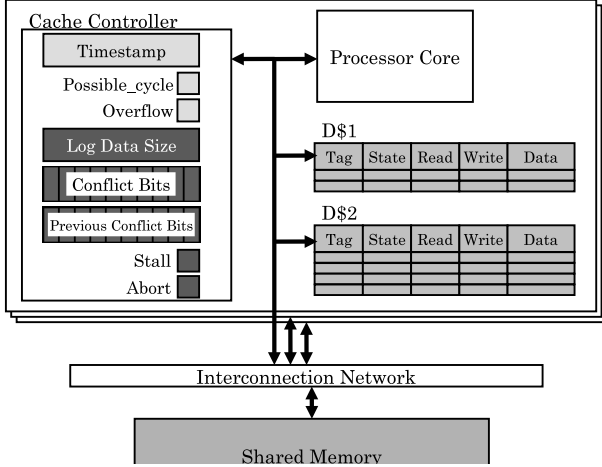 Cache Controller
Timestamp
Possible_cycle
Overflow
Log Data Size
Conflict Bits
Previous Conflict Bits
Stall
Abort
Processor Core
D$1
Tag State Read Write Data
D$2
Tag State Read Write Data
Interconnection Network
Shared Memory